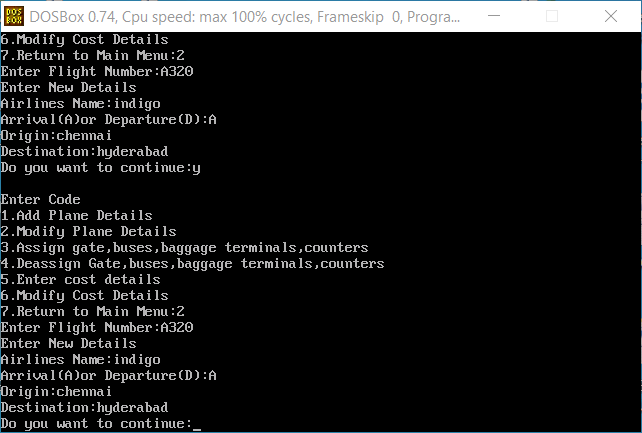 DOS BOX DOSBox 0.74, Cpu speed: max 100% cycles, Frameskip 0, Progra...
6.Modify Cost Details
7.Return to Main Menu:2
Enter Flight Number:A320
Enter New Details
Airlines Name:indigo
Arrival(A)or Departure(D):A
Origin:chennai
Destination:hyderabad
Do you want to continue:y
Enter Code
1.Add Plane Details
2.Modify Plane Details
3.Assign gate,buses,baggage terminals,counters
4.Deassign Gate,buses,baggage terminals,counters
5.Enter cost details
6.Modify Cost Details
7.Return to Main Menu:2
Enter Flight Number:A320
Enter New Details
Airlines Name:indigo
Arrival(A)or Departure(D):A
Origin:chennai
Destination:hyderabad
Do you want to continue:_